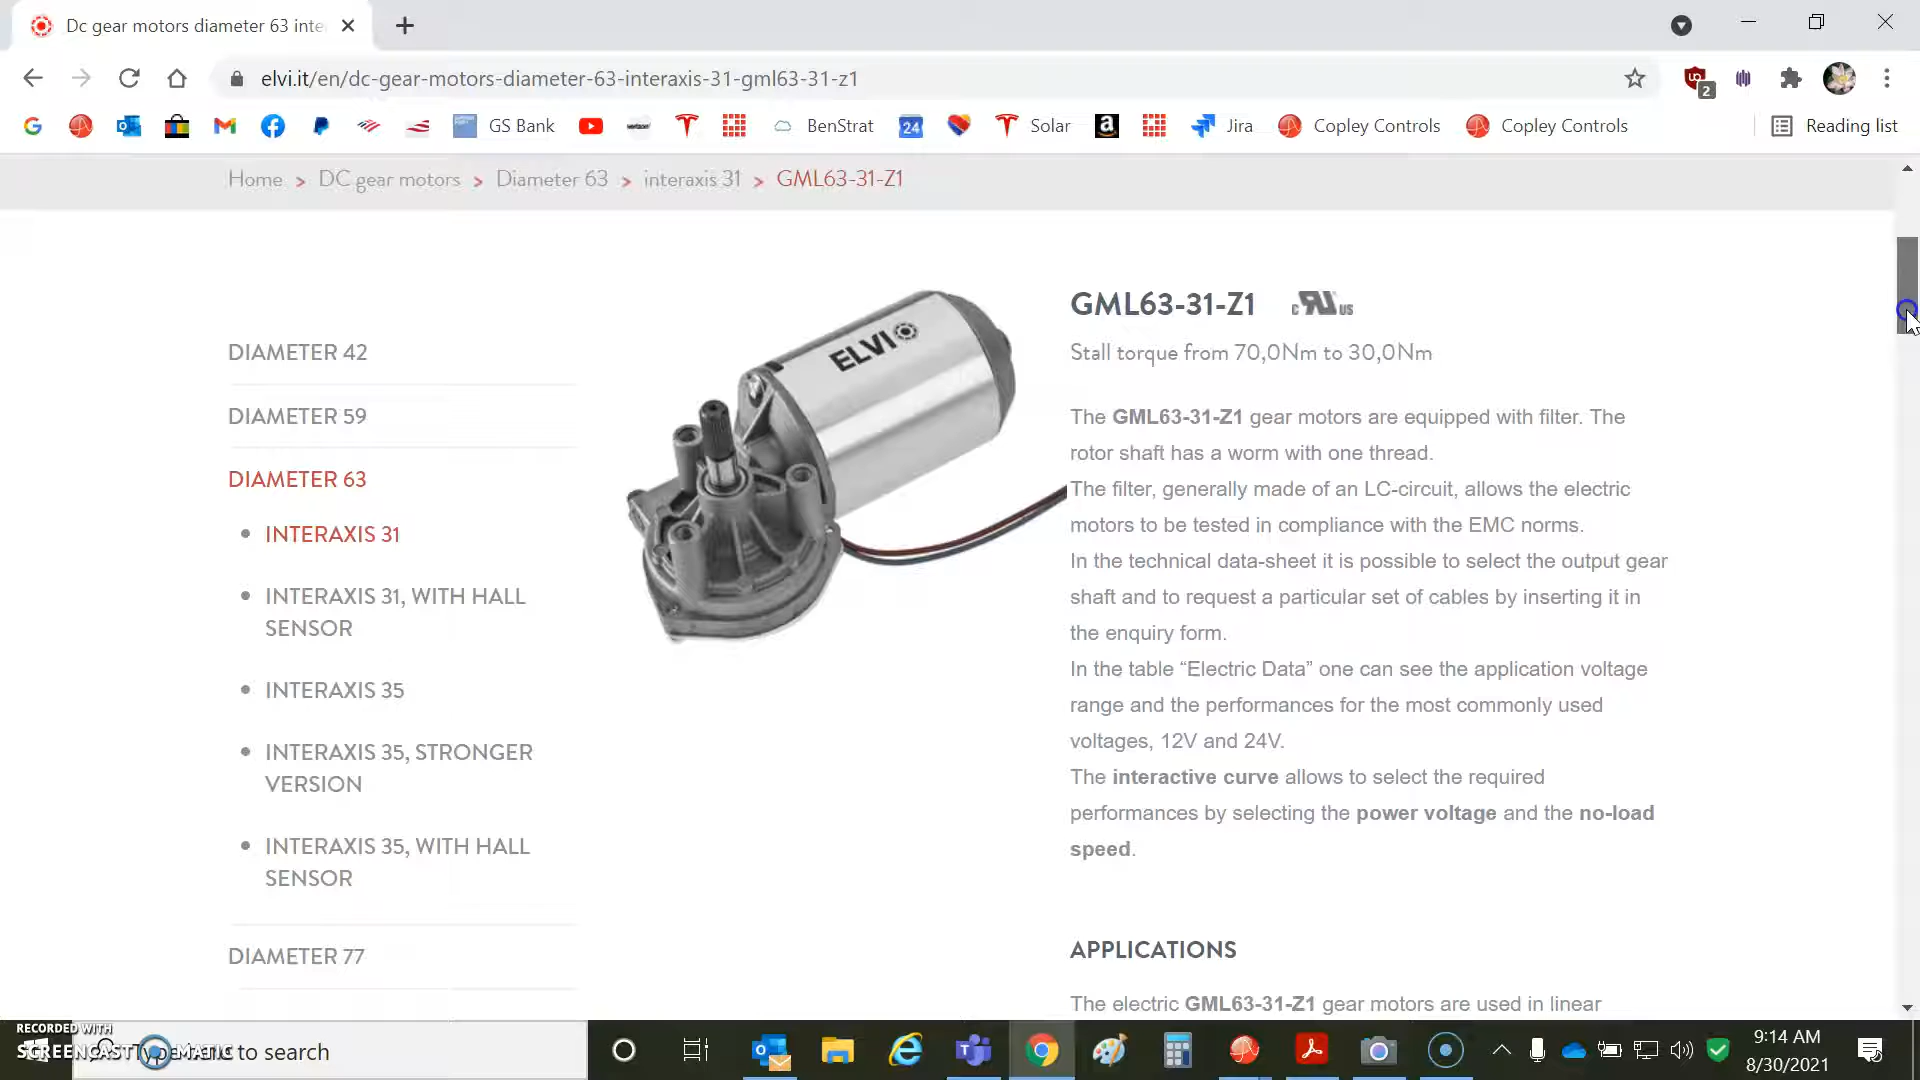 Dc gear motors diameter 63 inte
elvi.it/en/dc-gear-motors-diameter-63-interaxis-31-gml63-31-z1
2
GS Bank
24
BenStrat
Solar
a
Jira
Copley Controls
Copley Controls
Reading list
Home > DC gear motors > Diameter 63 > interaxis 31 > GML63-31-Z1
DIAMETER 42
DIAMETER 59
DIAMETER 63
INTERAXIS 31
INTERAXIS 31, WITH HALL
SENSOR
INTERAXIS 35
INTERAXIS 35, STRONGER
VERSION
INTERAXIS 35, WITH HALL
SENSOR
DIAMETER 77
ELVI
GML63-31-Z1
Stall torque from 70,0Nm to 30,0Nm
The GML63-31-Z1 gear motors are equipped with filter. The
rotor shaft has a worm with one thread.
The filter, generally made of an LC-circuit, allows the electric
motors to be tested in compliance with the EMC norms.
In the technical data-sheet it is possible to select the output gear
shaft and to request a particular set of cables by inserting it in
the enquiry form.
In the table “Electric Data” one can see the application voltage
range and the performances for the most commonly used
voltages, 12V and 24V.
The interactive curve allows to select the required
performances by selecting the power voltage and the no-load
speed.
APPLICATIONS
The electric GML63-31-Z1 gear motors are used in linear
RECORDED WITH
SCREENCAST MATIC
Type here to search
9:14 AM
8/30/2021